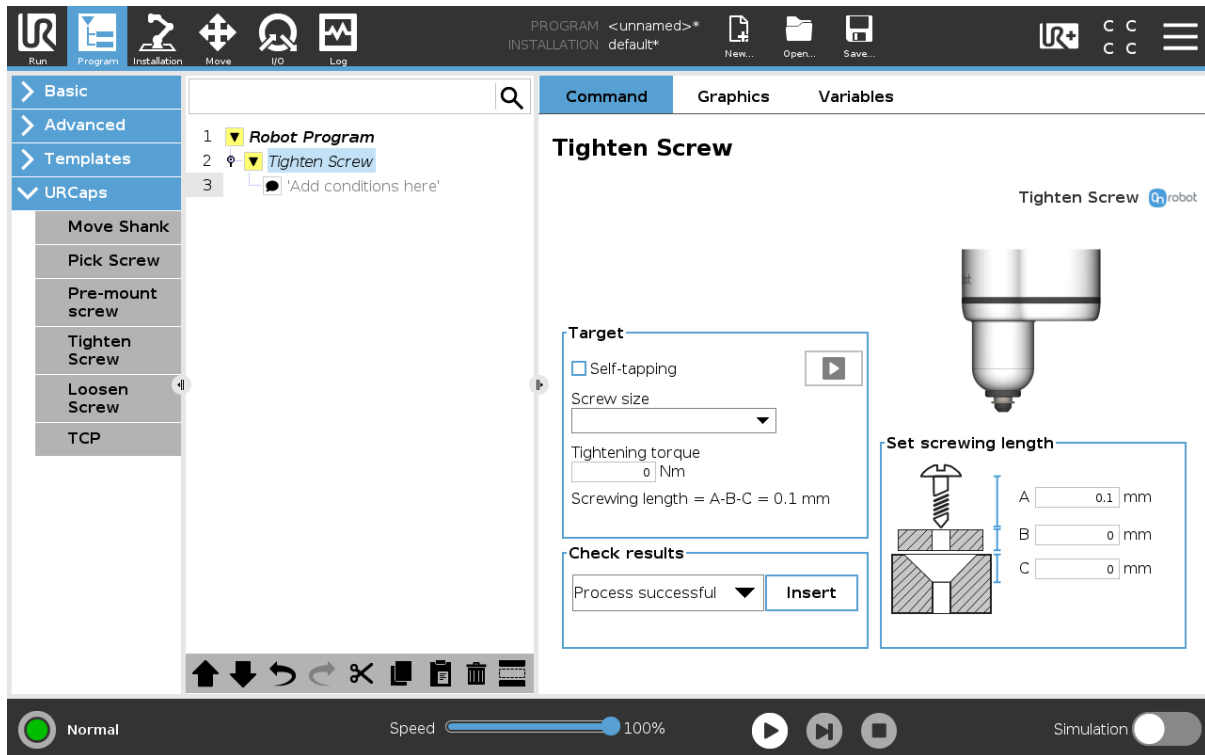 UR
Run
Program
Installation
Move
I/O
Log
PROGRAM <unnamed>*
INSTALLATION default*
New...
Open...
Save...
UR+
C C
C C
Basic
Advanced
Templates
URCaps
Move Shank
Pick Screw
Pre-mount
screw
Tighten
Screw
Loosen
Screw
TCP
1 Robot Program
2 Tighten Screw
3 'Add conditions here'
Command Graphics Variables
Tighten Screw
Tighten Screw On robot
ot
Target
Self-tapping
Screw size
Tightening torque
0 Nm
Screwing length = A-B-C = 0.1 mm
Check results
Process successful Insert
Set screwing length
A 0.1 mm
B 0 mm
C 0 mm
Normal
Speed 100%
Simulation